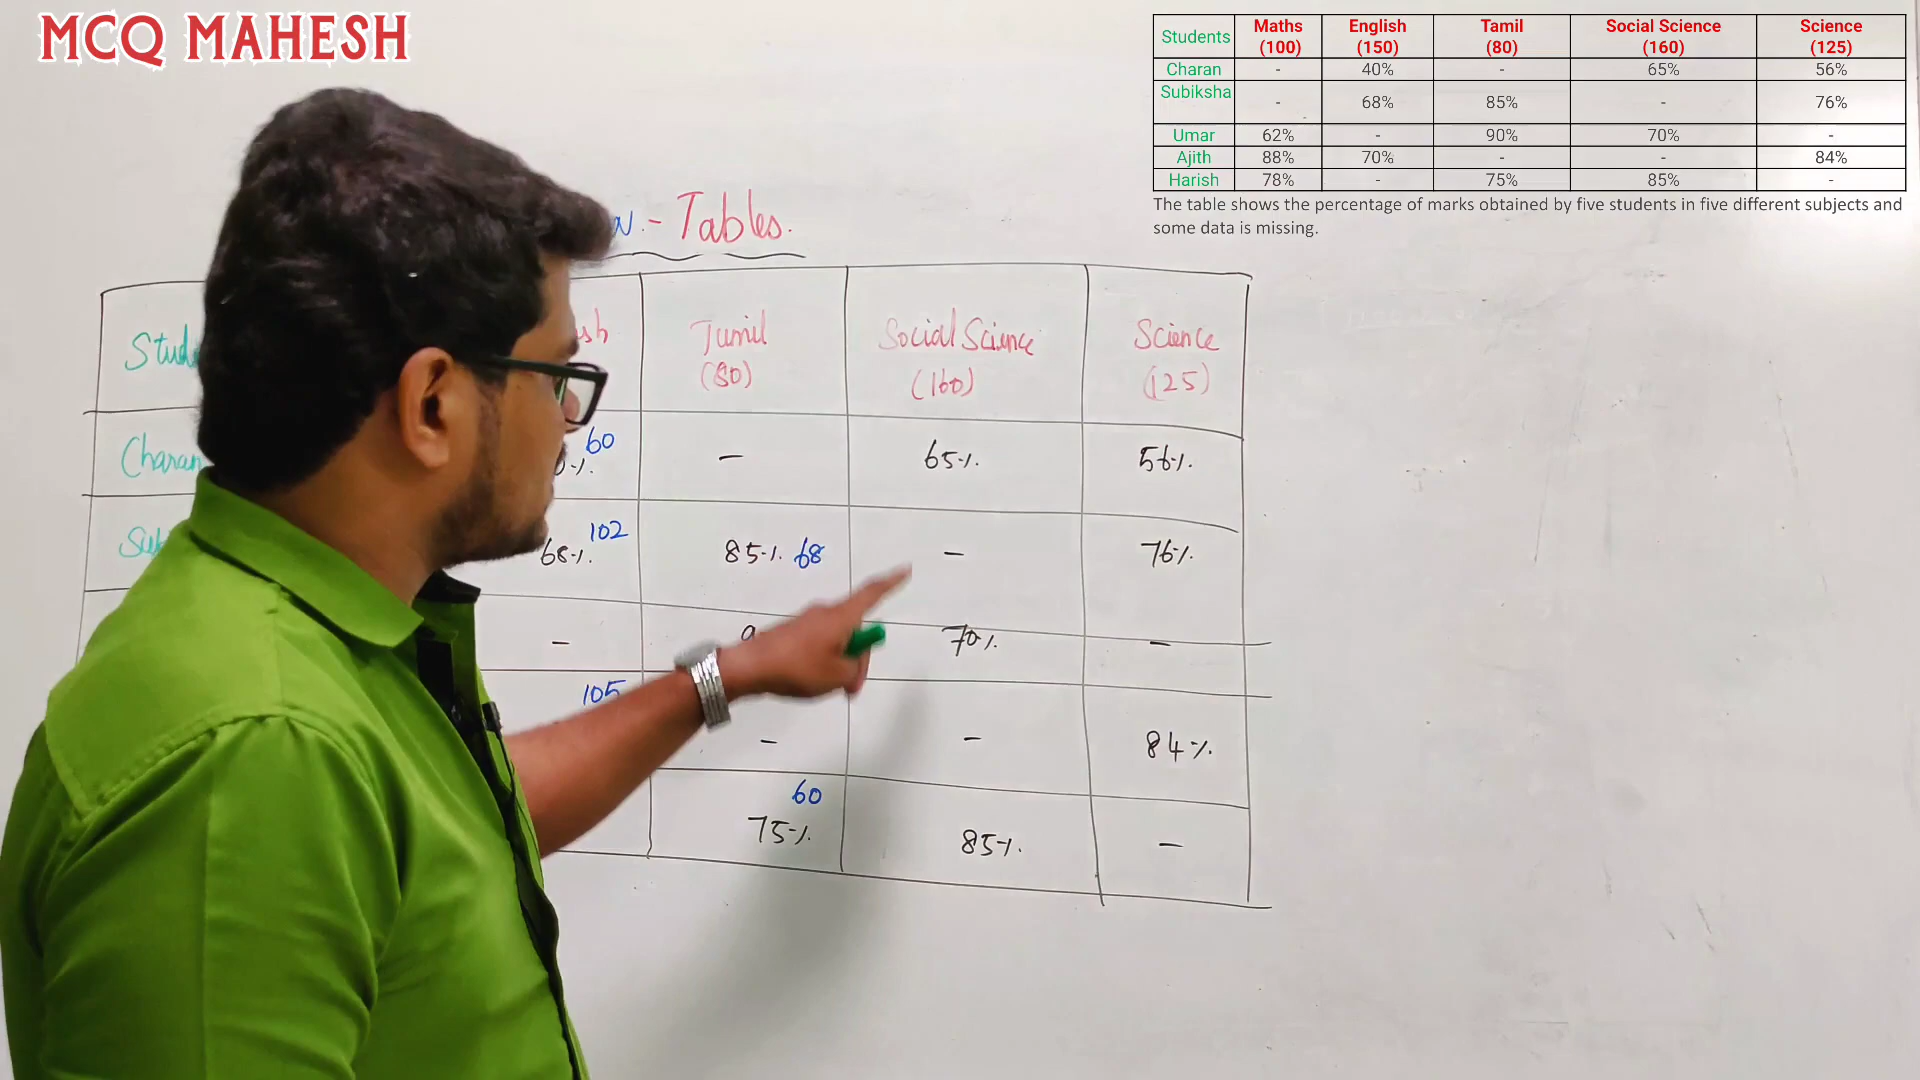 MCQ MAHESH
Students Maths (100) English (150) Tamil (80) Social Science (160) Science (125)
Charan - 40% - 65% 56%
Subiksha - 68% 85% - 76%
Umar 62% - 90% 70% -
Ajith 88% 70% - - 84%
Harish 78% - 75% 85% -
The table shows the percentage of marks obtained by five students in five different subjects and
some data is missing.
- Tables.
Tamil (80) Social Science (160) Science (125)
Charan 60 - 65% 56%
68% 102 85% 68 - 76%
- 70% -
105 - - 84%
60 75% 85% -